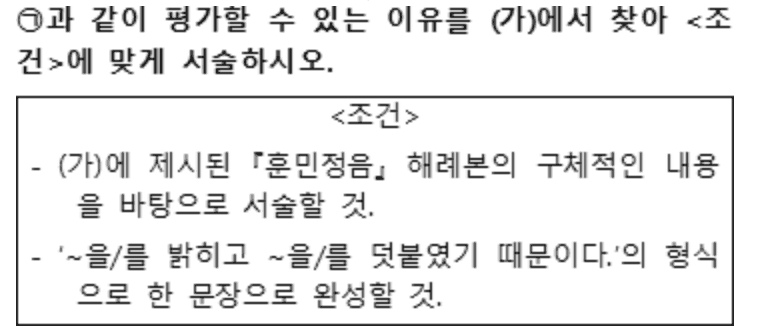 ㉠과 같이 평가할 수 있는 이유를 (가)에서 찾아 <조
건>에 맞게 서술하시오.
<조건>
- (가)에 제시된 『훈민정음』 해례본의 구체적인 내용
을 바탕으로 서술할 것.
- '~을/를 밝히고 ~을/를 덧붙였기 때문이다.'의 형식
으로 한 문장으로 완성할 것.